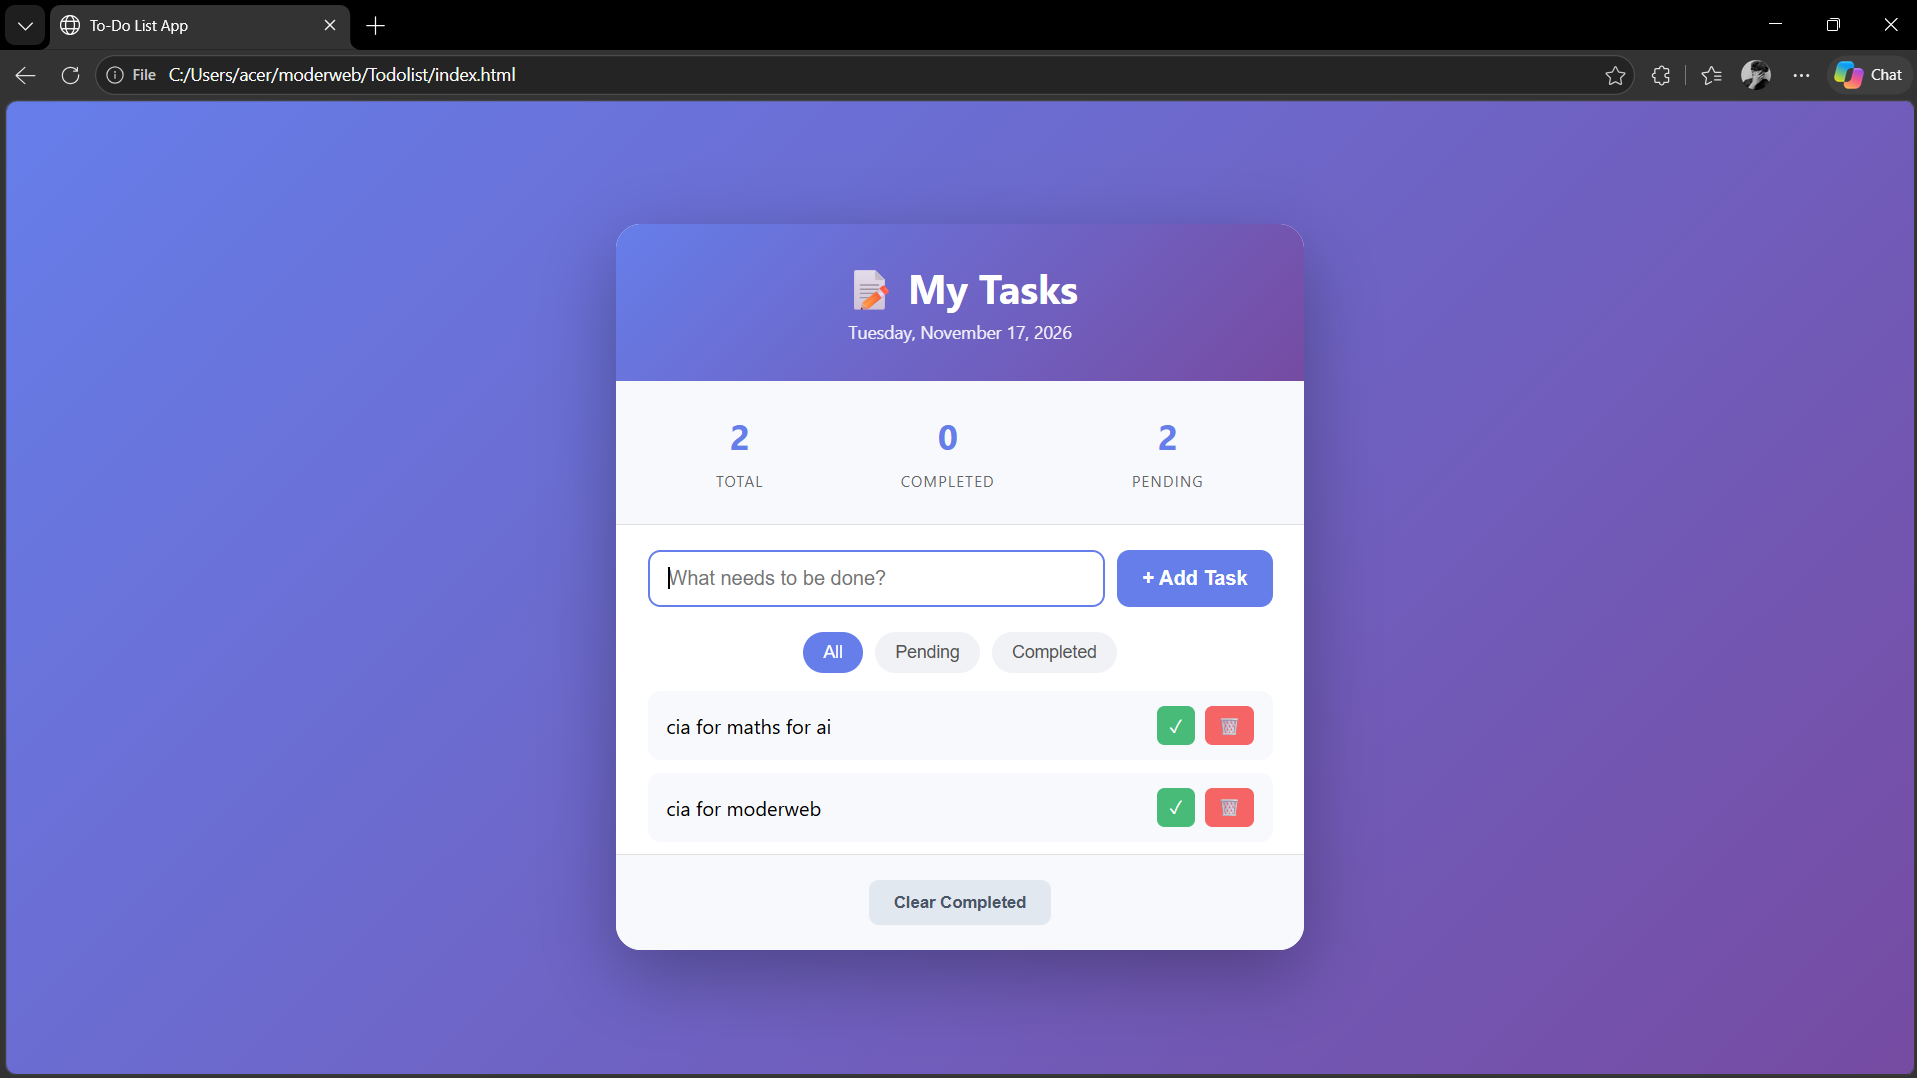 To-Do List App
File C:/Users/acer/moderweb/Todolist/index.html
Chat
My Tasks
Tuesday, November 17, 2026
2 0 2
TOTAL COMPLETED PENDING
What needs to be done? + Add Task
All Pending Completed
cia for maths for ai
cia for moderweb
Clear Completed